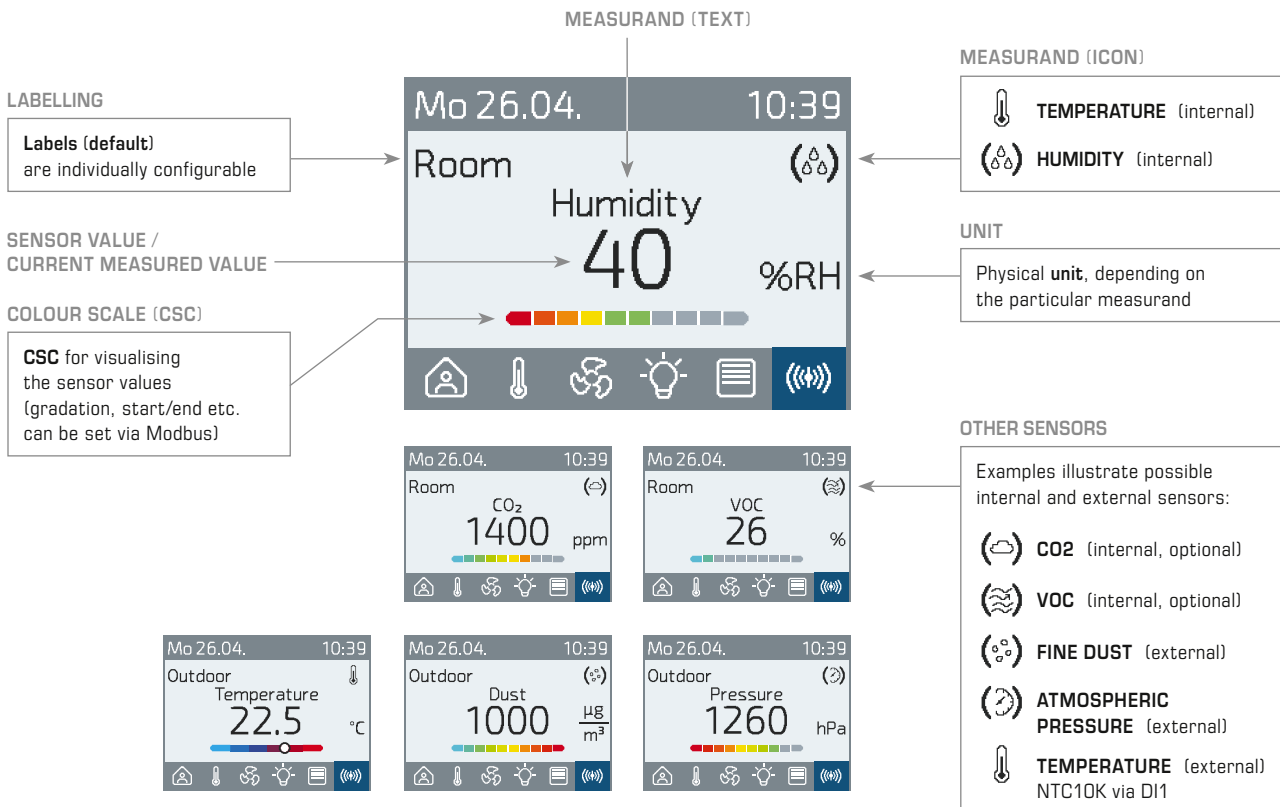 MEASURAND (TEXT)
MEASURAND (ICON)
TEMPERATURE (internal)
HUMIDITY (internal)
LABELLING
Labels (default)
are individually configurable
Mo 26.04. 10:39
Room
Humidity
40
%RH
SENSOR VALUE /
CURRENT MEASURED VALUE
UNIT
Physical unit, depending on
the particular measurand
COLOUR SCALE (CSC)
CSC for visualising
the sensor values
(gradation, start/end etc.
can be set via Modbus)
OTHER SENSORS
Examples illustrate possible
internal and external sensors:
CO2 (internal, optional)
VOC (internal, optional)
FINE DUST (external)
ATMOSPHERIC
PRESSURE (external)
TEMPERATURE (external)
NTC10K via DI1
Mo 26.04. 10:39
Room
CO₂
1400
ppm
Mo 26.04. 10:39
Room
VOC
26
%
Mo 26.04. 10:39
Outdoor
Temperature
22.5
°C
Mo 26.04. 10:39
Outdoor
Dust
1000
µg
m³
Mo 26.04. 10:39
Outdoor
Pressure
1260
hPa